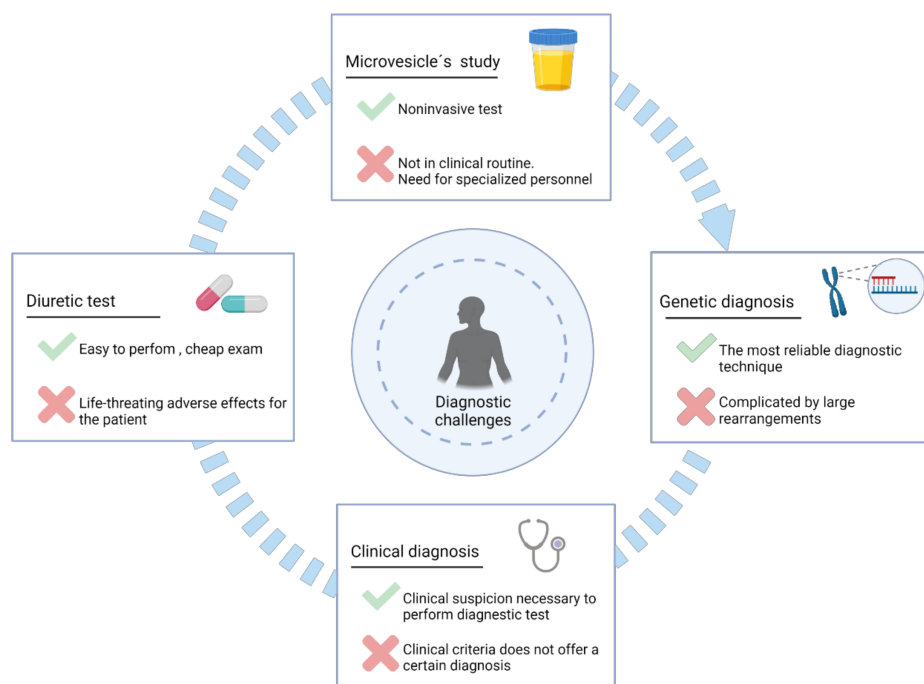 Microvesicle´s study
Noninvasive test
Not in clinical routine.
Need for specialized personnel
Diuretic test
Easy to perfom , cheap exam
Life-threating adverse effects for
the patient
Diagnostic
challenges
Genetic diagnosis
The most reliable diagnostic
technique
Complicated by large
rearrangements
Clinical diagnosis
Clinical suspicion necessary to
perform diagnestic test
Clinical criteria does not offer a
certain diagnosis